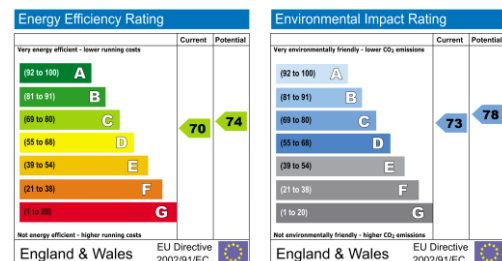 Energy Efficiency Rating
Current Potential
Very energy efficient - lower running costs
(92 to 100) A
(81 to 91) B
(69 to 80) C
(55 to 68) D
(39 to 54) E
(21 to 38) F
(1 to 20) G
70
74
Not energy efficient - higher running costs
England & Wales
EU Directive
2002/91/EC
Environmental Impact Rating
Current Potential
Very environmentally friendly - lower CO₂ emissions
(92 to 100) A
(81 to 91) B
(69 to 80) C
(55 to 68) D
(39 to 54) E
(21 to 38) F
(1 to 20) G
73
78
Not environmentally friendly - higher CO₂ emissions
England & Wales
EU Directive
2002/91/EC